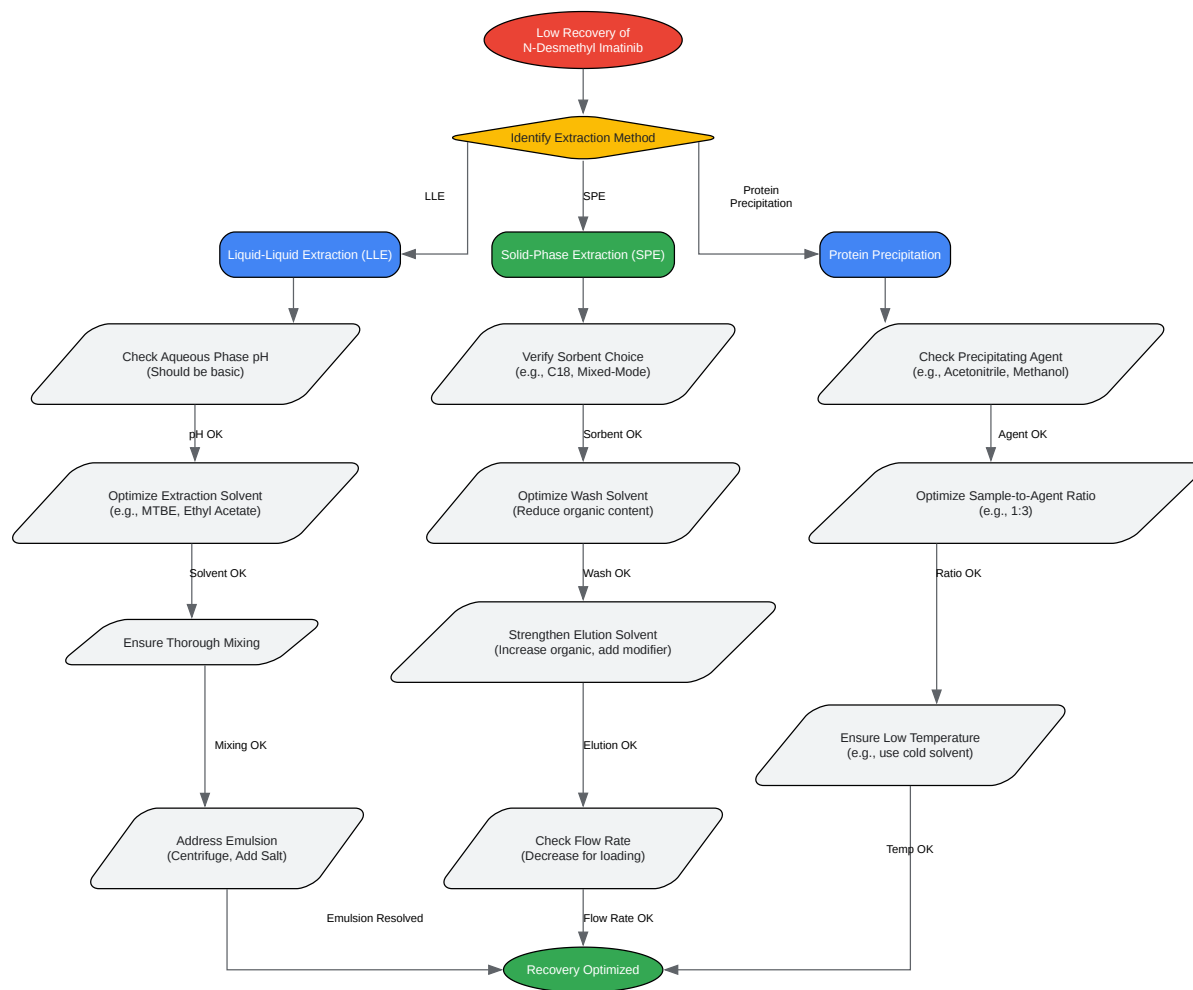 Low Recovery of
N-Desmethyl Imatinib
Identify Extraction Method
LLE
SPE
Protein
Precipitation
Liquid-Liquid Extraction (LLE)
Solid-Phase Extraction (SPE)
Protein Precipitation
Check Aqueous Phase pH
(Should be basic)
Verify Sorbent Choice
(e.g., C18, Mixed-Mode)
Check Precipitating Agent
(e.g., Acetonitrile, Methanol)
pH OK
Sorbent OK
Agent OK
Optimize Extraction Solvent
(e.g., MTBE, Ethyl Acetate)
Optimize Wash Solvent
(Reduce organic content)
Optimize Sample-to-Agent Ratio
(e.g., 1:3)
Solvent OK
Wash OK
Ratio OK
Ensure Thorough Mixing
Strengthen Elution Solvent
(Increase organic, add modifier)
Mixing OK
Elution OK
Ensure Low Temperature
(e.g., use cold solvent)
Address Emulsion
(Centrifuge, Add Salt)
Check Flow Rate
(Decrease for loading)
Temp OK
Emulsion Resolved
Flow Rate OK
Recovery Optimized